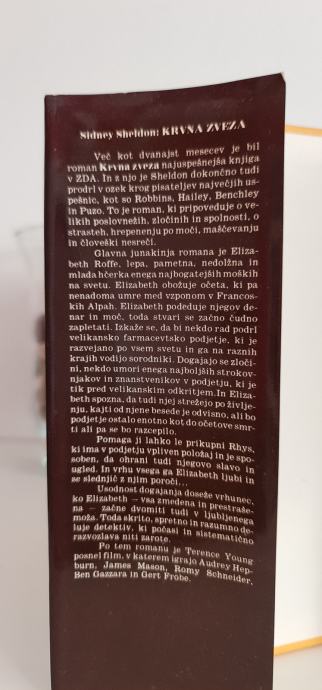 Sidney Sheldon: KRVNA ZVEZA
Več kot dvanajst mesecev je bil
roman Krvna zveza najuspešnejša knjiga
v ZDA. In z njo je Sheldon dokončno tudi
prodrl v ozek krog pisateljev največjih us-
pešnic, kot so Robbins, Hailey, Benchley
in Puzo. To je roman, ki pripoveduje o ve-
likih poslovnežih, zločinih in spolnosti, o
strasteh, hrepenenju po moči, maščevanju
in človeški nesreči.
Glavna junakinja romana je Eliza-
beth Roffe, lepa, pametna, nedolžna in
mlada hčerka enega najbogatejših moških
na svetu. Elizabeth obožuje očeta, ki pa
nenadoma umre med vzponom v Francos-
kih Alpah. Elizabeth podeduje njegov de-
nar in moč, toda stvari se začno čudno
zapletati. Izkaže se, da bi nekdo rad podrl
velikansko farmacevtsko podjetje, ki je
razvejano po vsem svetu in ga na raznih
krajih vodijo sorodniki. Dogajajo se zloči-
ni, nekdo umori enega najboljših strokov-
njakov in znanstvenikov v podjetju, ki je
tik pred velikanskim odkritjem. In Eliza-
beth spozna, da tudi njej strežejo po življe-
nju, kajti od njene besede je odvisno, ali bo
podjetje ostalo enotno kot do očetove smr-
ti ali pa se bo razcepilo.
Pomaga ji lahko le prikupni Rhys,
ki ima v podjetju vpliven položaj in je spo-
soben, da ohrani tudi njegovo slavo in
ugled. In vrhu vsega ga Elizabeth ljubi in
se slednjič z njim poroči...
Usodnost dogajanja doseže vrhunec,
ko Elizabeth — vsa zmedena in prestraše-
na — začne dvomiti tudi v ljubljenega
moža. Toda skrito, spretno in razumno de-
luje detektiv, ki počasi in sistematično
razvozlava niti zarote.
Po tem romanu je Terence Young
posnel film, v katerem igrajo Audrey Hep-
burn, James Mason, Romy Schneider,
Ben Gazzara in Gert Fröbe.